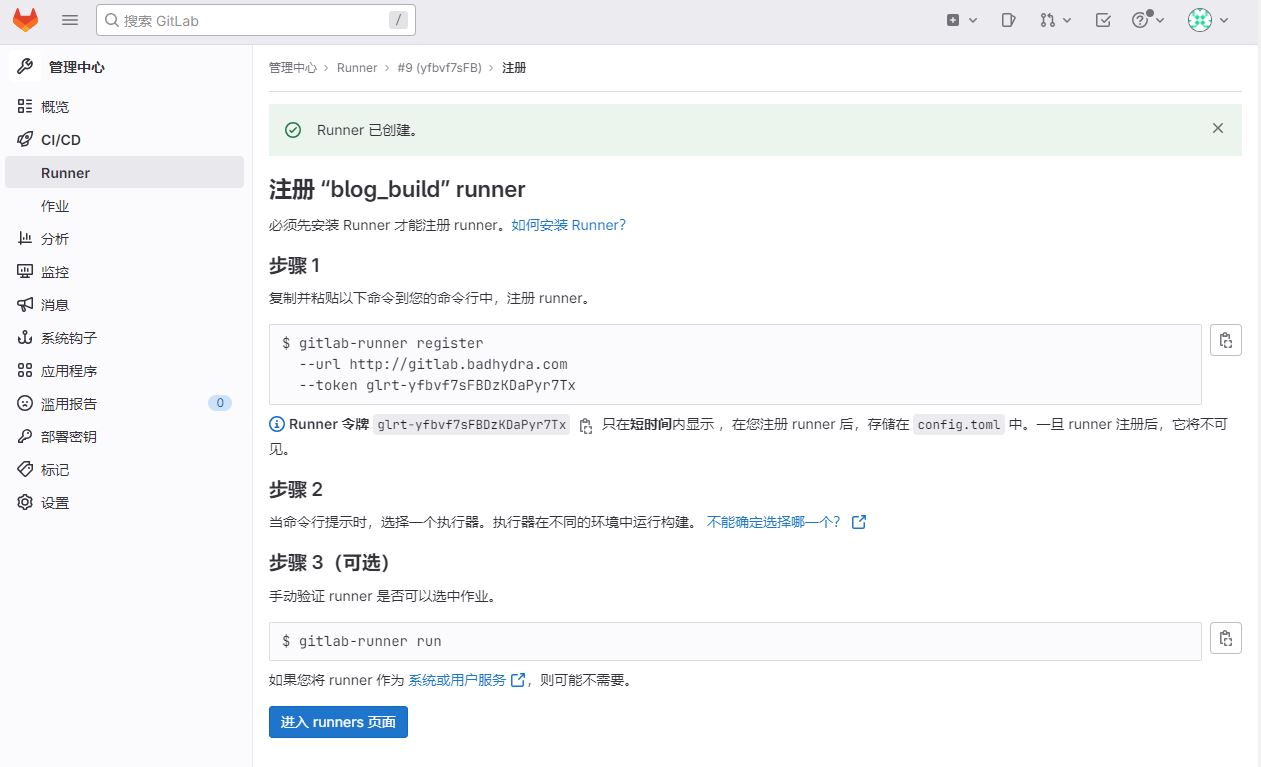 搜索 GitLab
/
管理中心
概览
CI/CD
Runner
作业
分析
监控
消息
系统钩子
应用程序
滥用报告
0
部署密钥
标记
设置
管理中心 › Runner › #9 (yfbvf7sFB) › 注册
Runner 已创建。
注册 “blog_build” runner
必须先安装 Runner 才能注册 runner。如何安装 Runner?
步骤 1
复制并粘贴以下命令到您的命令行中，注册 runner。
$ gitlab-runner register
--url http://gitlab.badhydra.com
--token glrt-yfbvf7sFBDzKDaPyr7Tx
Runner 令牌 glrt-yfbvf7sFBDzKDaPyr7Tx 只在短时间内显示 ，在您注册 runner 后，存储在 config.toml 中。一旦 runner 注册后，它将不可
见。
步骤 2
当命令行提示时，选择一个执行器。执行器在不同的环境中运行构建。 不能确定选择哪一个？
步骤 3（可选）
手动验证 runner 是否可以选中作业。
$ gitlab-runner run
如果您将 runner 作为 系统或用户服务 ，则可能不需要。
进入 runners 页面